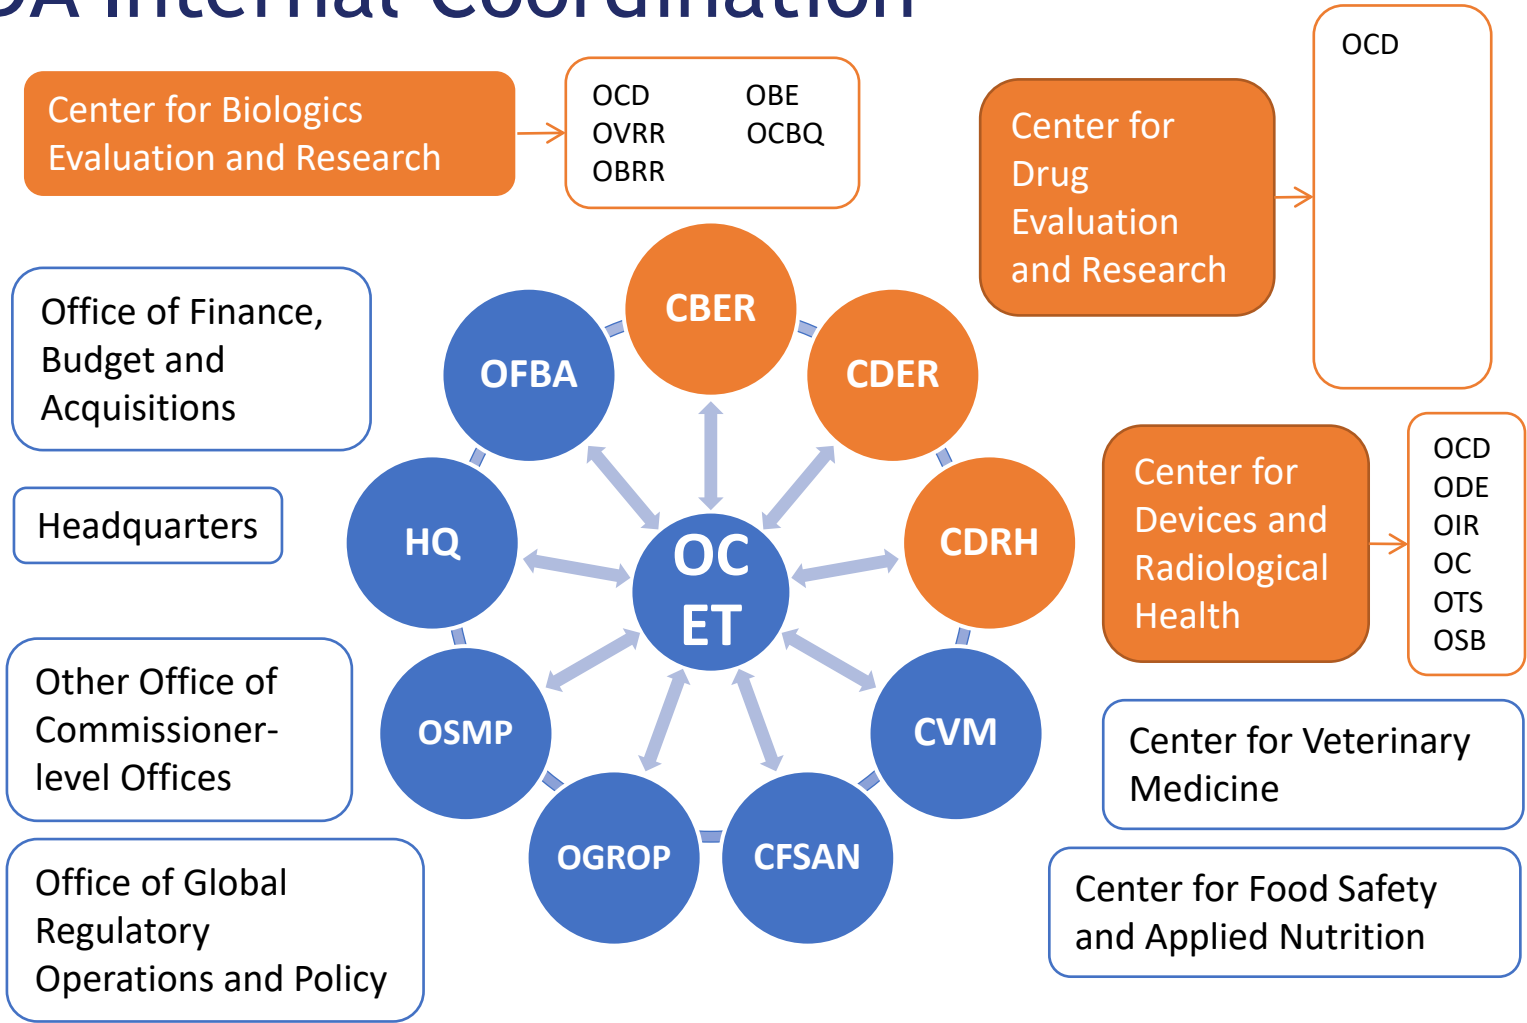 DA Internal Coordination
Center for Biologics
Evaluation and Research
OCD OBE
OVRR OCBQ
OBRR
Center for
Drug
Evaluation
and Research
OCD
Office of Finance,
Budget and
Acquisitions
Headquarters
Other Office of
Commissioner-
level Offices
Office of Global
Regulatory
Operations and Policy
CBER
OFBA
CDER
HQ
OC
ET
CDRH
OSMP
CVM
OGROP
CFSAN
Center for
Devices and
Radiological
Health
OCD
ODE
OIR
OC
OTS
OSB
Center for Veterinary
Medicine
Center for Food Safety
and Applied Nutrition